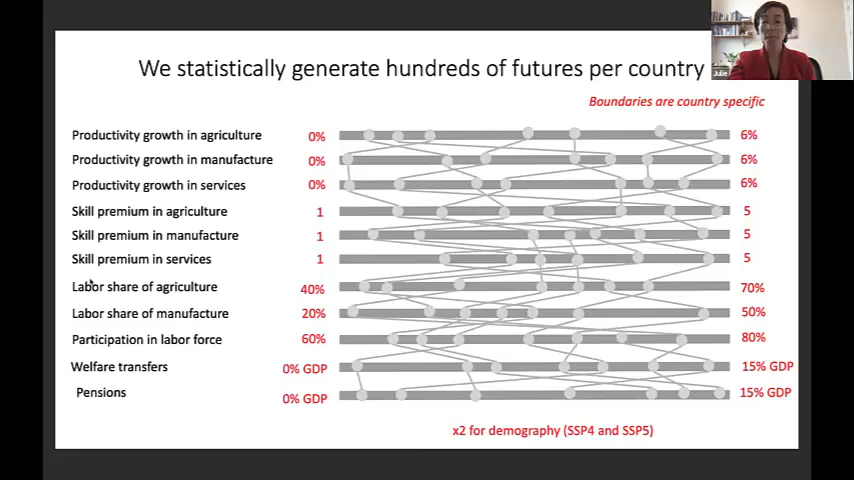 Julie
We statistically generate hundreds of futures per country
Boundaries are country specific
Productivity growth in agriculture 0% 6%
Productivity growth in manufacture 0% 6%
Productivity growth in services 0% 6%
Skill premium in agriculture 1 5
Skill premium in manufacture 1 5
Skill premium in services 1 5
Labor share of agriculture 40% 70%
Labor share of manufacture 20% 50%
Participation in labor force 60% 80%
Welfare transfers 0% GDP 15% GDP
Pensions 0% GDP 15% GDP
x2 for demography (SSP4 and SSP5)